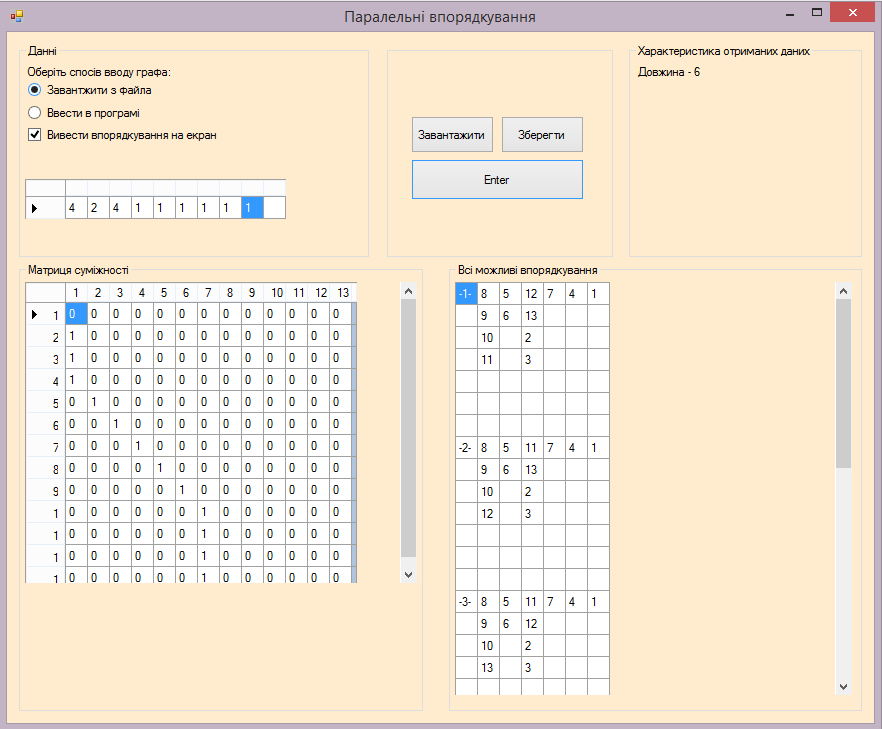 Паралельні впорядкування
Данні
Оберіть спосів вводу графа:
Завантжити з файла
Ввести в програмі
Вивести впорядкування на екран
4 2 4 1 1 1 1 1 1
Завантажити
Зберегти
Enter
Характеристика отриманих даних
Довжина - 6
Матриця суміжності
1 2 3 4 5 6 7 8 9 10 11 12 13
1 0 0 0 0 0 0 0 0 0 0 0 0 0
2 1 0 0 0 0 0 0 0 0 0 0 0 0
3 1 0 0 0 0 0 0 0 0 0 0 0 0
4 1 0 0 0 0 0 0 0 0 0 0 0 0
5 0 1 0 0 0 0 0 0 0 0 0 0 0
6 0 0 1 0 0 0 0 0 0 0 0 0 0
7 0 0 0 1 0 0 0 0 0 0 0 0 0
8 0 0 0 0 1 0 0 0 0 0 0 0 0
9 0 0 0 0 0 1 0 0 0 0 0 0 0
1 0 0 0 0 0 0 1 0 0 0 0 0 0
1 0 0 0 0 0 0 1 0 0 0 0 0 0
1 0 0 0 0 0 0 1 0 0 0 0 0 0
1 0 0 0 0 0 0 1 0 0 0 0 0 0
Всі можливі впорядкування
-1- 8 5 12 7 4 1
9 6 13
10 2
11 3
-2- 8 5 11 7 4 1
9 6 13
10 2
12 3
-3- 8 5 11 7 4 1
9 6 12
10 2
13 3